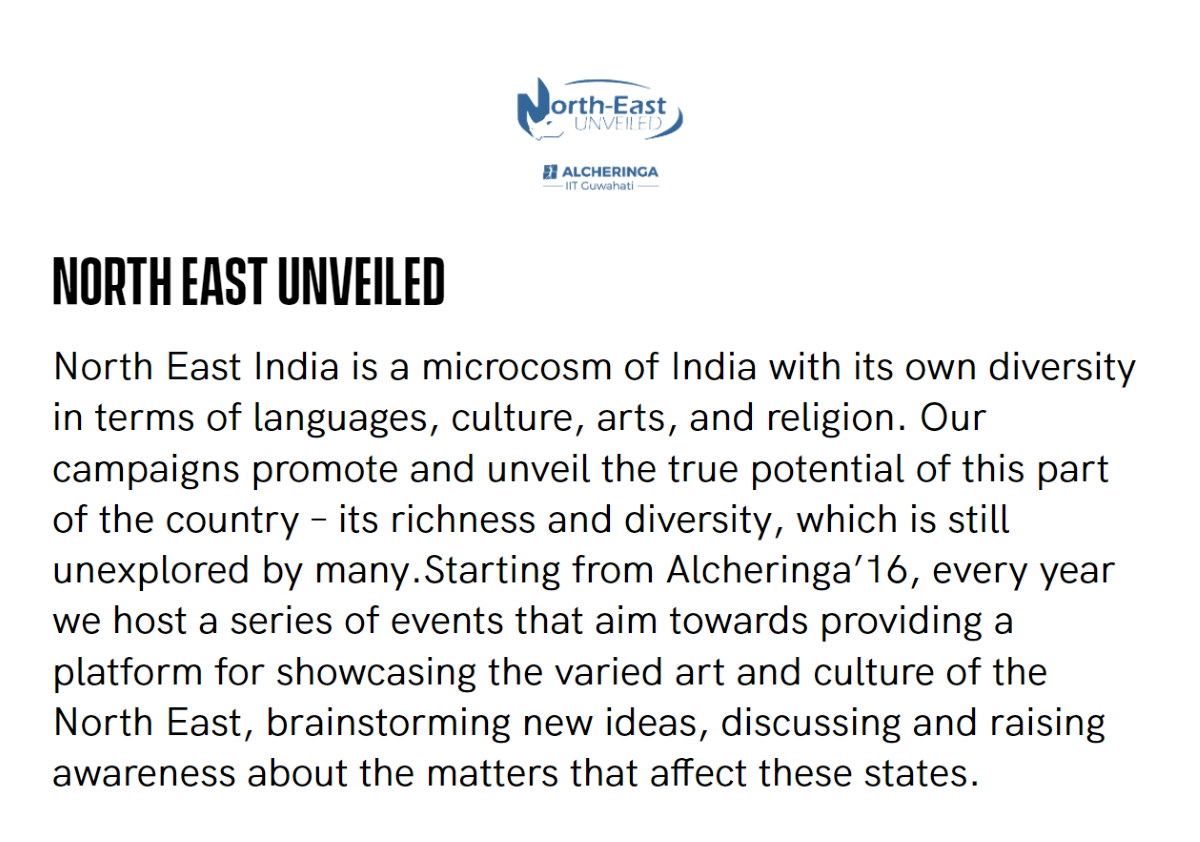 North-East
UNVEILED
ALCHERINGA
IIT Guwahati
NORTH EAST UNVEILED
North East India is a microcosm of India with its own diversity
in terms of languages, culture, arts, and religion. Our
campaigns promote and unveil the true potential of this part
of the country – its richness and diversity, which is still
unexplored by many.Starting from Alcheringa’16, every year
we host a series of events that aim towards providing a
platform for showcasing the varied art and culture of the
North East, brainstorming new ideas, discussing and raising
awareness about the matters that affect these states.